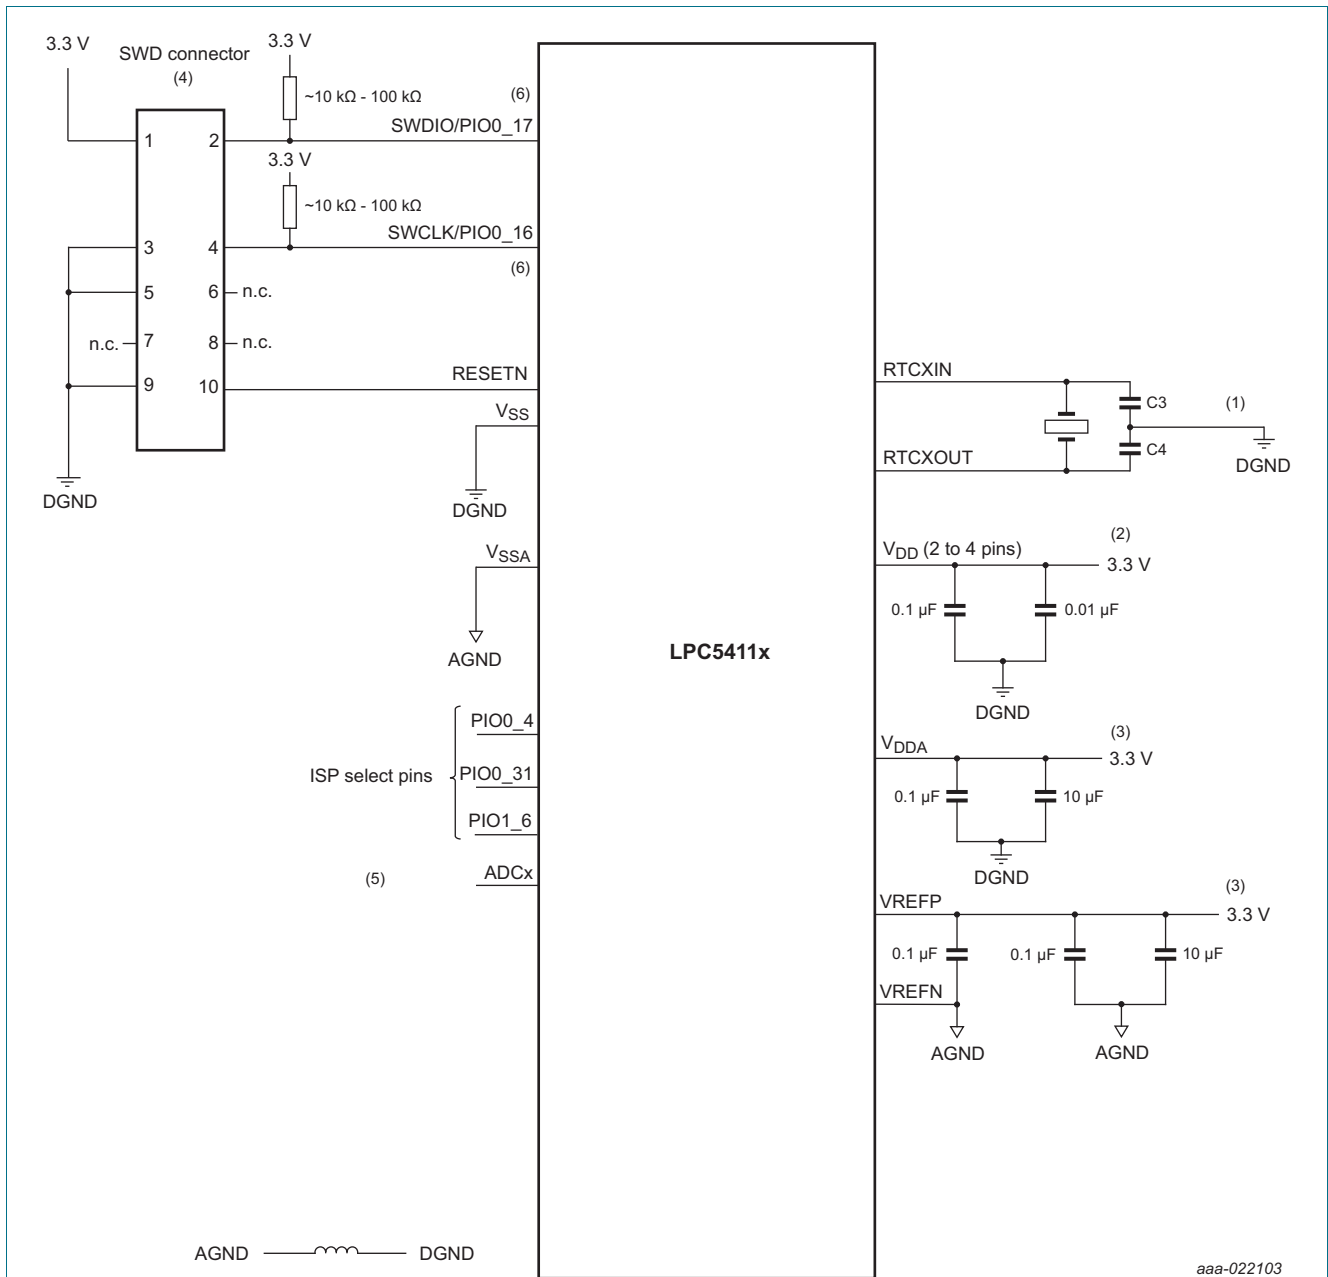 3.3 V
SWD connector
(4)
3.3 V
~10 kΩ - 100 kΩ
(6)
SWDIO/PIO0_17
1
2
3.3 V
~10 kΩ - 100 kΩ
SWCLK/PIO0_16
3
4
(6)
5
6
n.c.
n.c.
7
8
n.c.
9
10
RESETN
DGND
VSS
DGND
VSSA
AGND
LPC5411x
ISP select pins
PIO0_4
PIO0_31
PIO1_6
(5)
ADCx
RTCXIN
C3
(1)
C4
DGND
RTCXOUT
VDD (2 to 4 pins)
(2)
3.3 V
0.1 µF
0.01 µF
DGND
VDDA
(3)
3.3 V
0.1 µF
10 µF
DGND
VREFP
(3)
3.3 V
0.1 µF
0.1 µF
10 µF
VREFN
AGND
AGND
AGND
DGND
aaa-022103